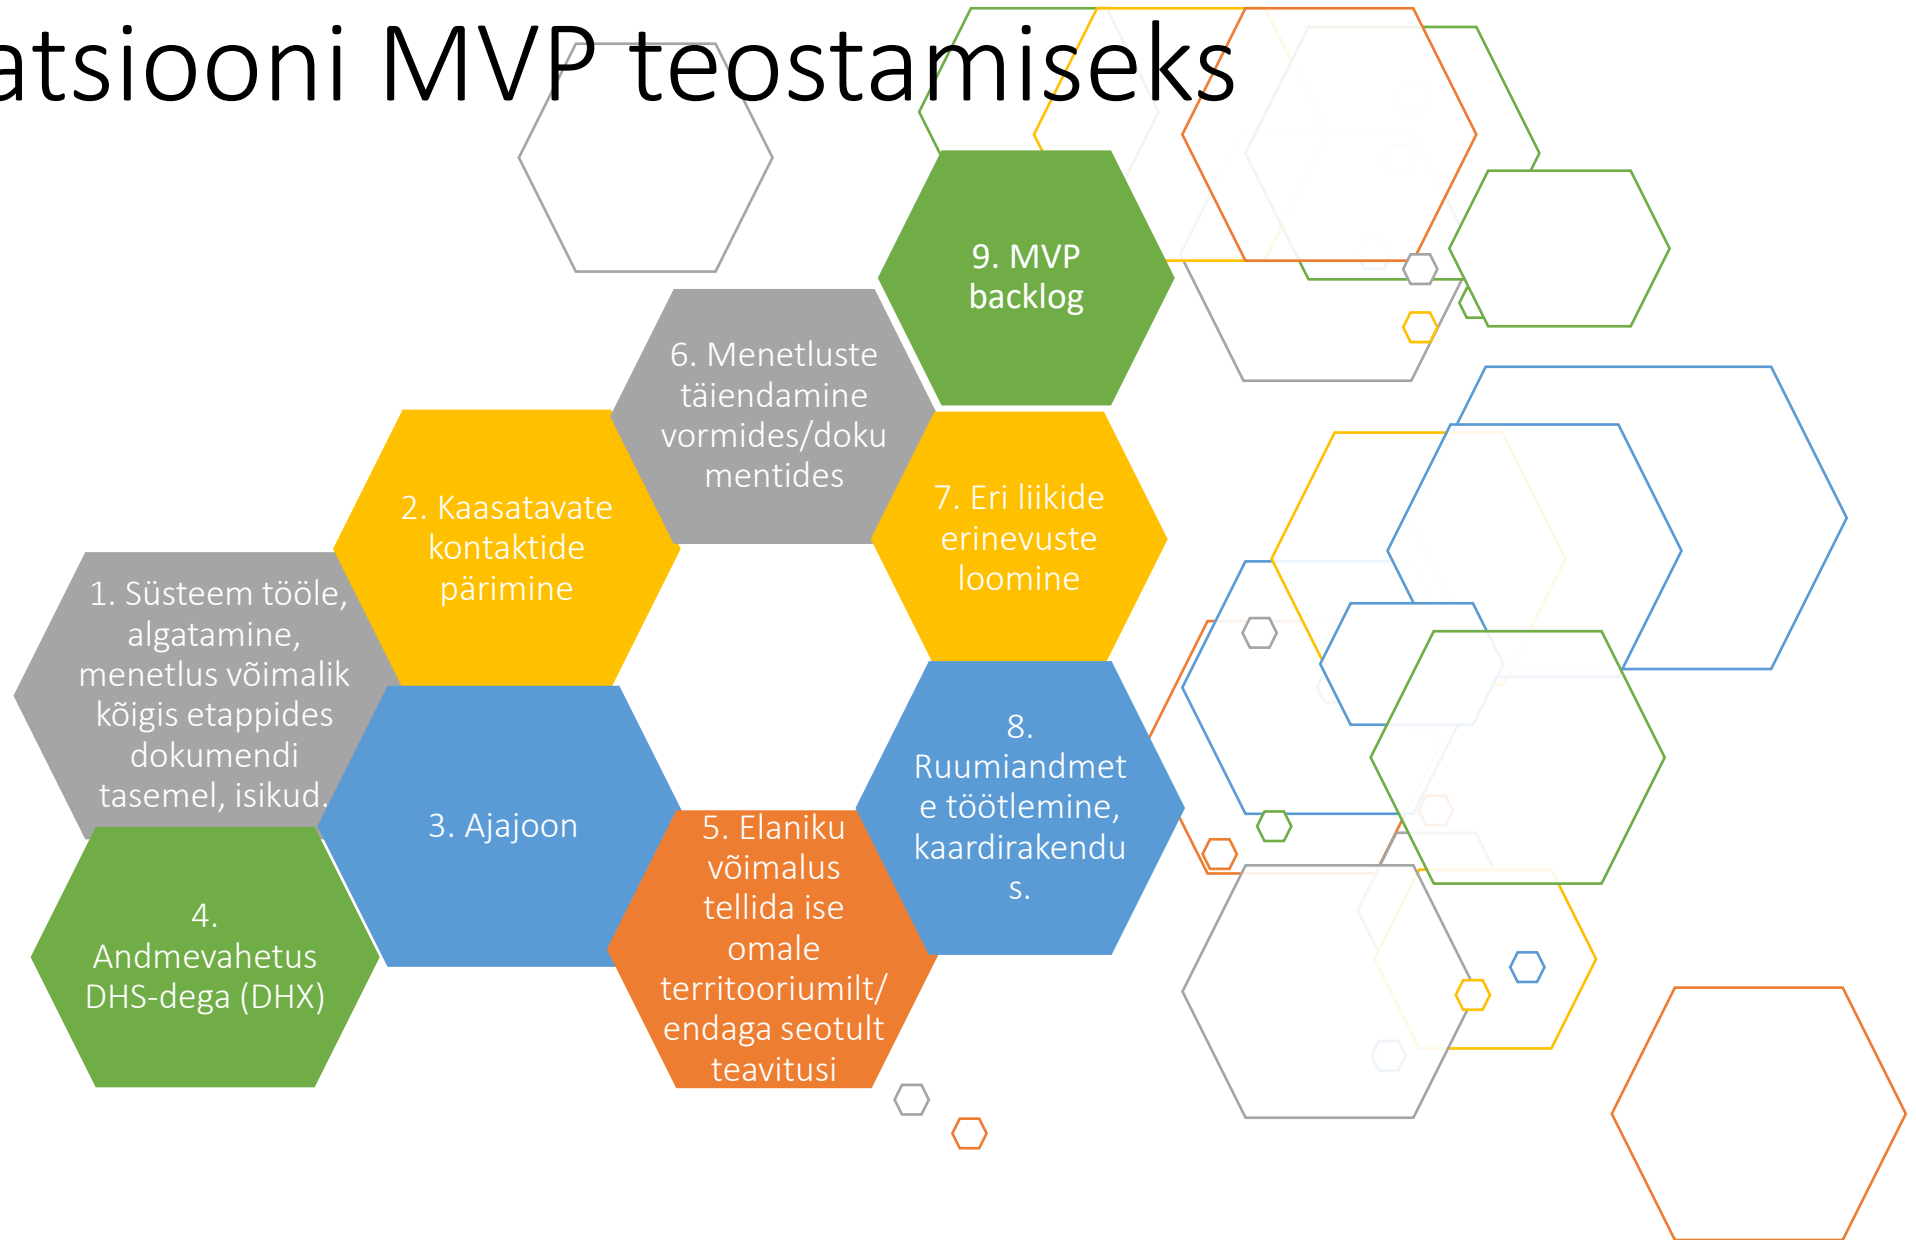 atsiooni MVP teostamiseks
1. Süsteem tööle,
algatamine,
menetlus võimalik
kõigis etappides
dokumendi
tasemel, isikud.
2. Kaasatavate
kontaktide
pärimine
3. Ajajoon
4.
Andmevahetus
DHS-dega (DHX)
5. Elaniku
võimalus
tellida ise
omale
territooriumilt/
endaga seotult
teavitusi
6. Menetluste
täiendamine
vormides/doku
mentides
7. Eri liikide
erinevuste
loomine
8.
Ruumiandmet
e töötlemine,
kaardirakendu
s.
9. MVP
backlog